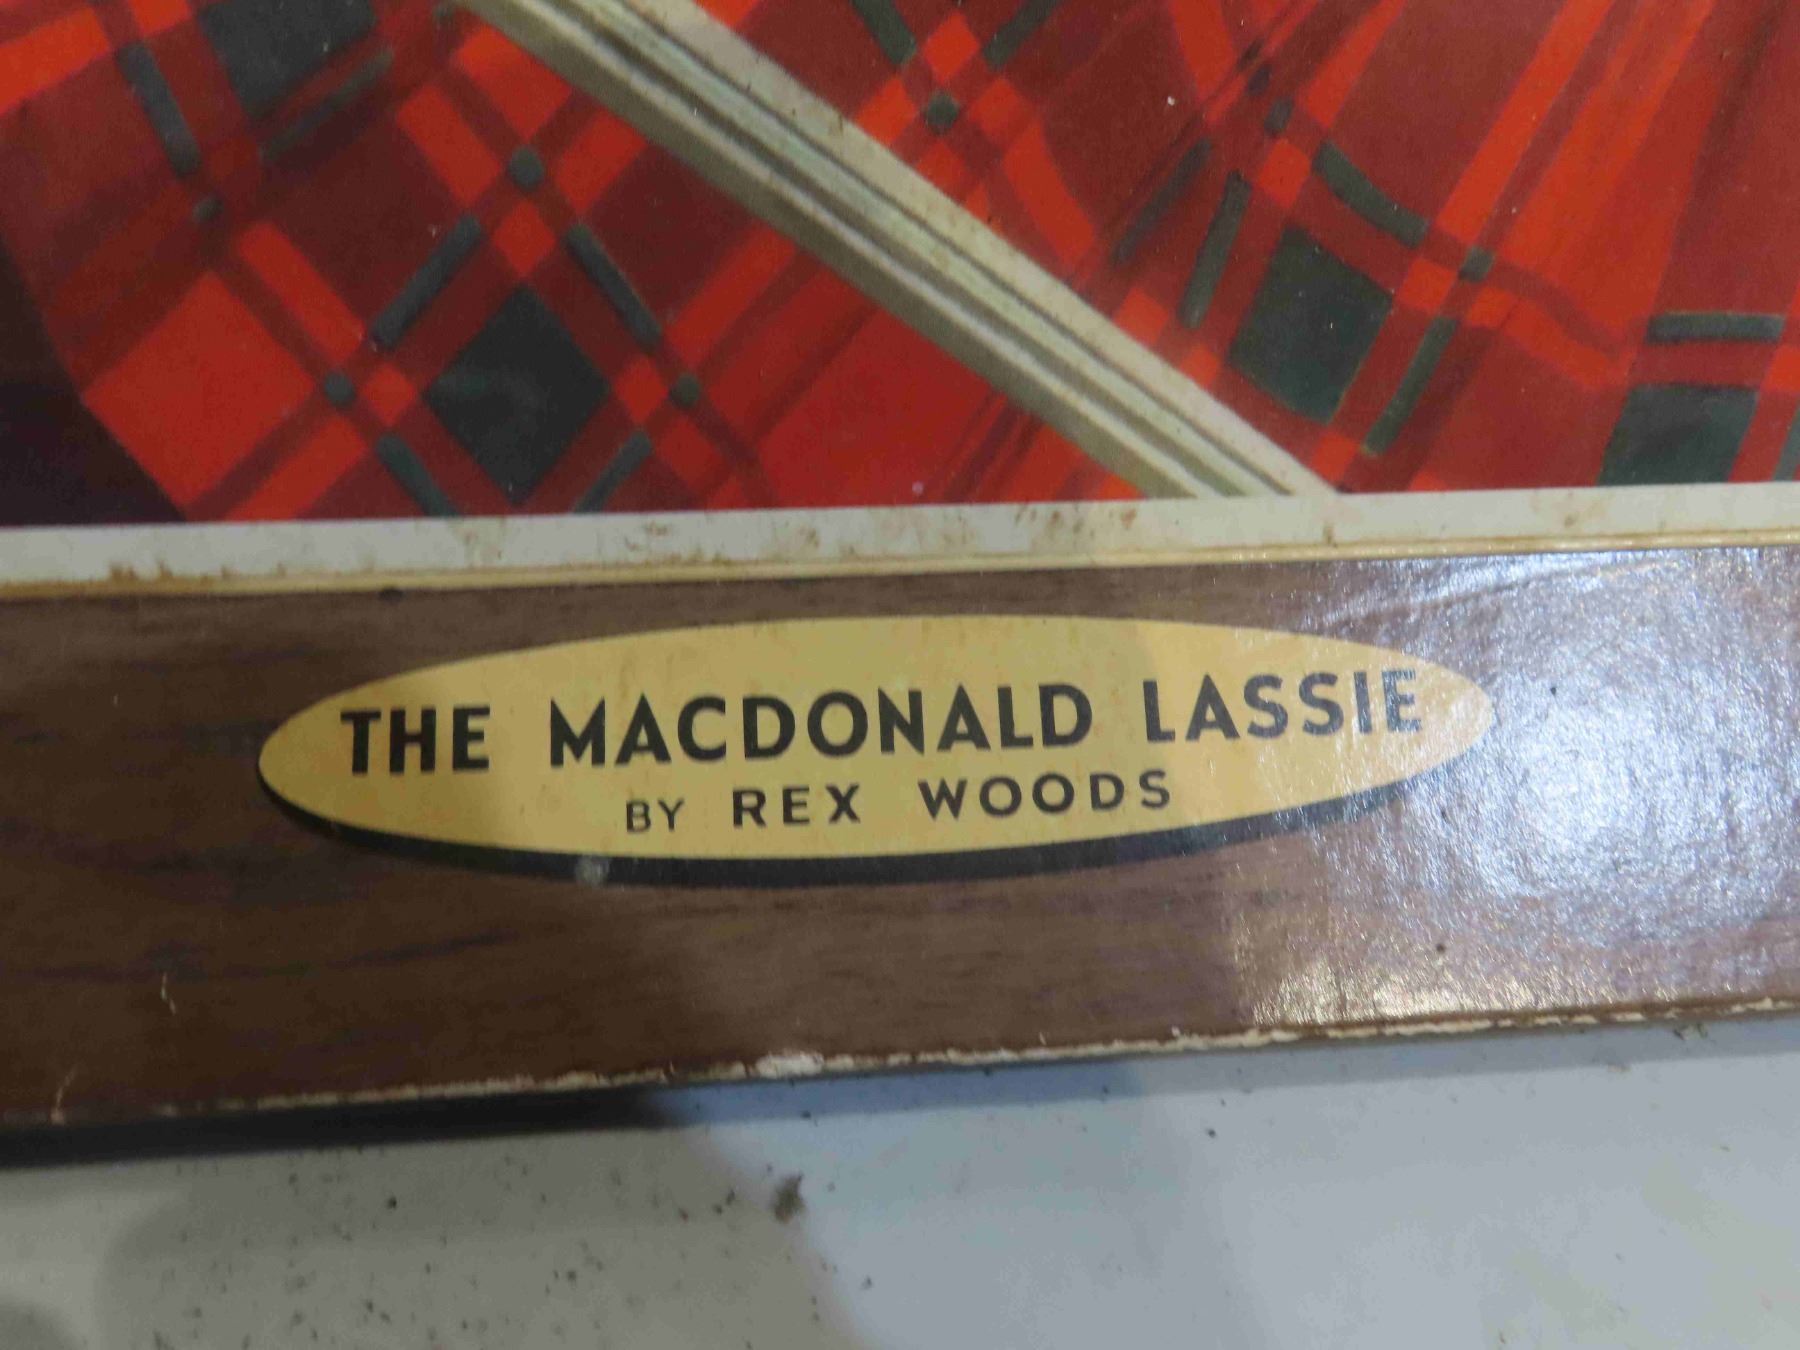 THE MACDONALD LASSIE
BY REX WOODS